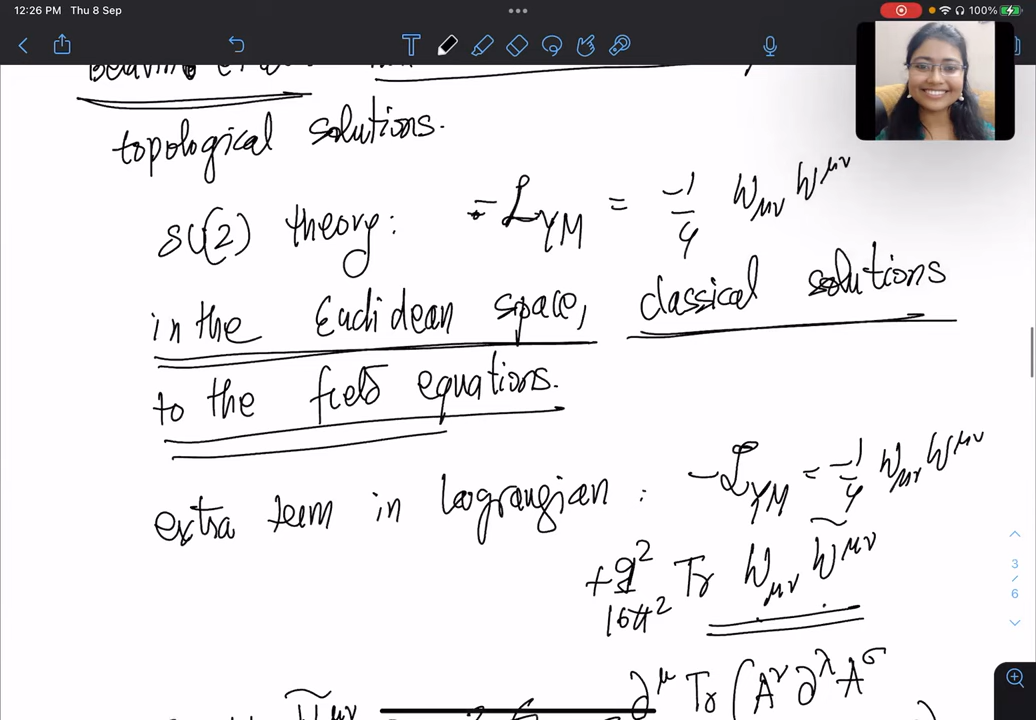 12:26 PM Thu 8 Sep
100%
topological solutions.
SU(2) theory: - ℒ_YM = -1/4 W_μν W^μν
in the Euclidean space, classical solutions
to the field equations.
extra term in Lagrangian : - ℒ_YM = -1/4 W_μν W^μν
+ g²/16π² Tr W_μν W̃^μν
3 / 6
∂^μ Tr (A^ν ∂^λ A^σ